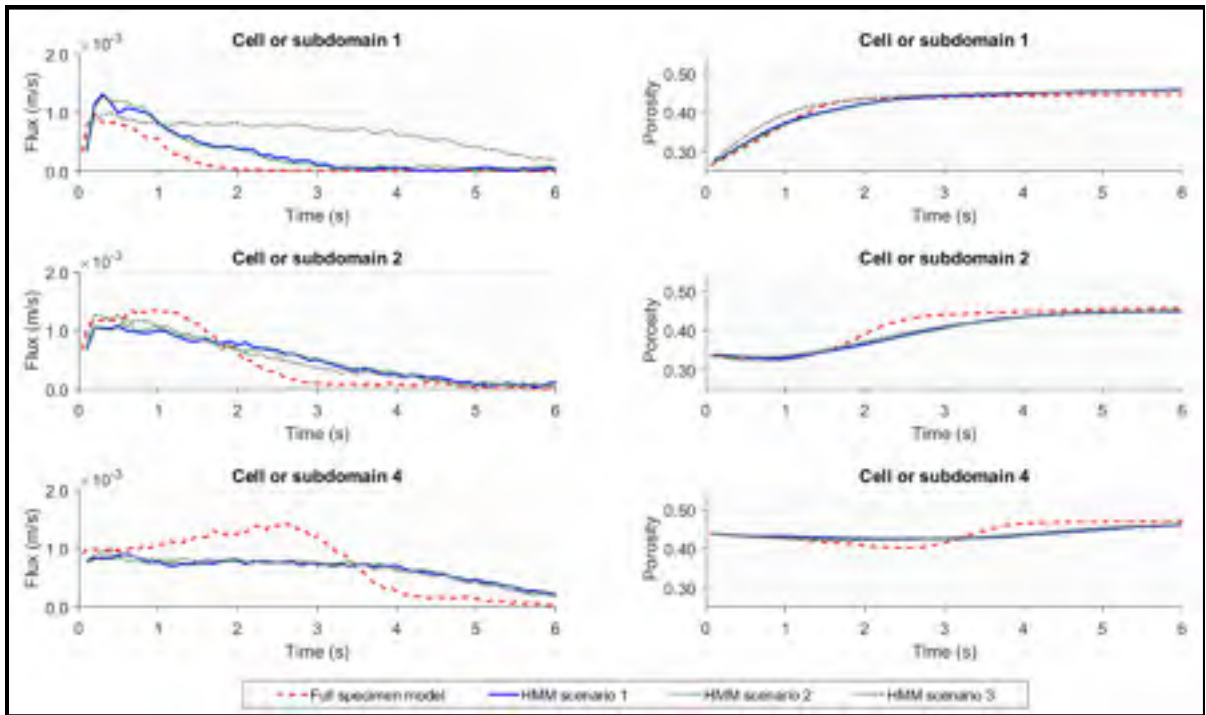 Cell or subdomain 1
× 10⁻³
Flux (m/s)
2.0
1.0
0.0
0 1 2 3 4 5 6
Time (s)
Cell or subdomain 1
Porosity
0.50
0.40
0.30
0 1 2 3 4 5 6
Time (s)
Cell or subdomain 2
× 10⁻³
Flux (m/s)
2.0
1.0
0.0
0 1 2 3 4 5 6
Time (s)
Cell or subdomain 2
Porosity
0.50
0.40
0.30
0 1 2 3 4 5 6
Time (s)
Cell or subdomain 4
× 10⁻³
Flux (m/s)
2.0
1.0
0.0
0 1 2 3 4 5 6
Time (s)
Cell or subdomain 4
Porosity
0.50
0.40
0.30
0 1 2 3 4 5 6
Time (s)
Full specimen model HMM scenario 1 HMM scenario 2 HMM scenario 3